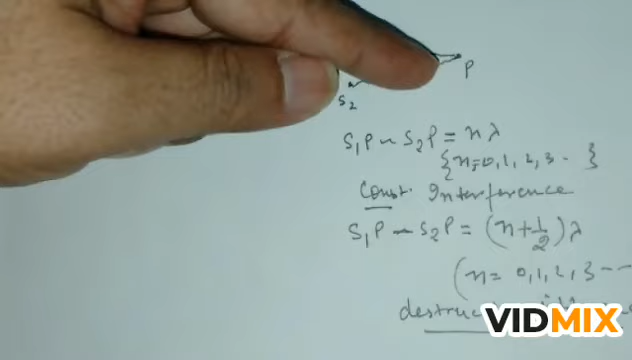 P
S2
S1P ~ S2P = nλ
{n=0,1,2,3 - }
Const. Interference
S1P ~ S2P = (n+1/2)λ
(n = 0,1,2,3 ---
VIDMIX